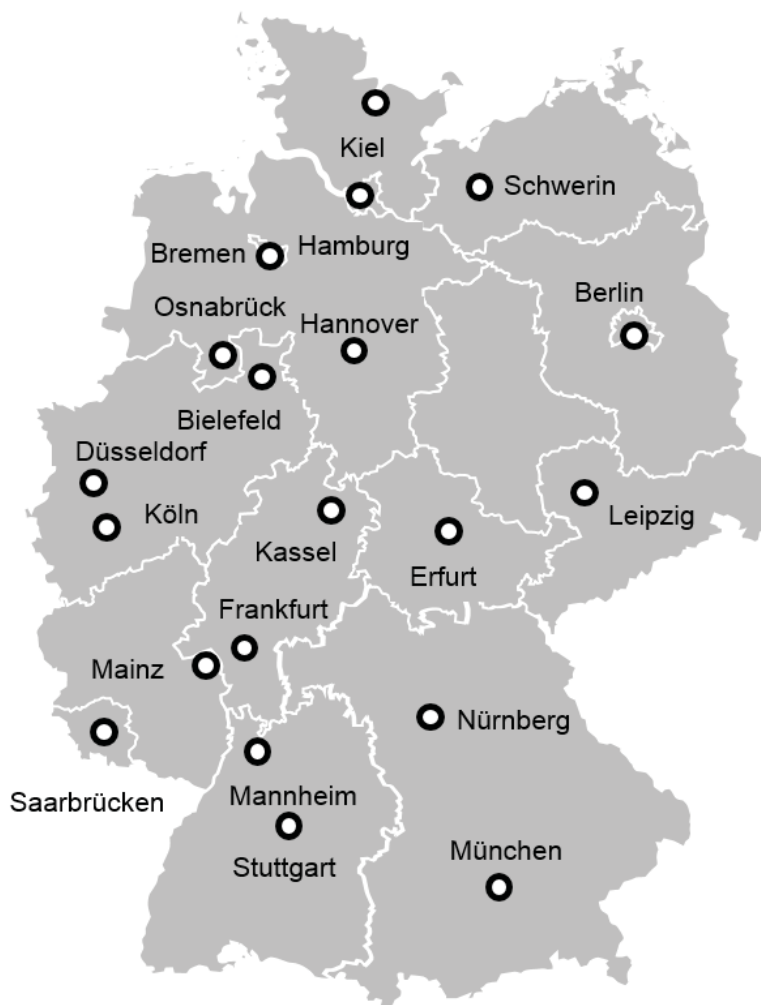 Kiel
Schwerin
Bremen
Hamburg
Berlin
Osnabrück
Hannover
Bielefeld
Düsseldorf
Köln
Leipzig
Kassel
Erfurt
Frankfurt
Mainz
Nürnberg
Saarbrücken
Mannheim
Stuttgart
München